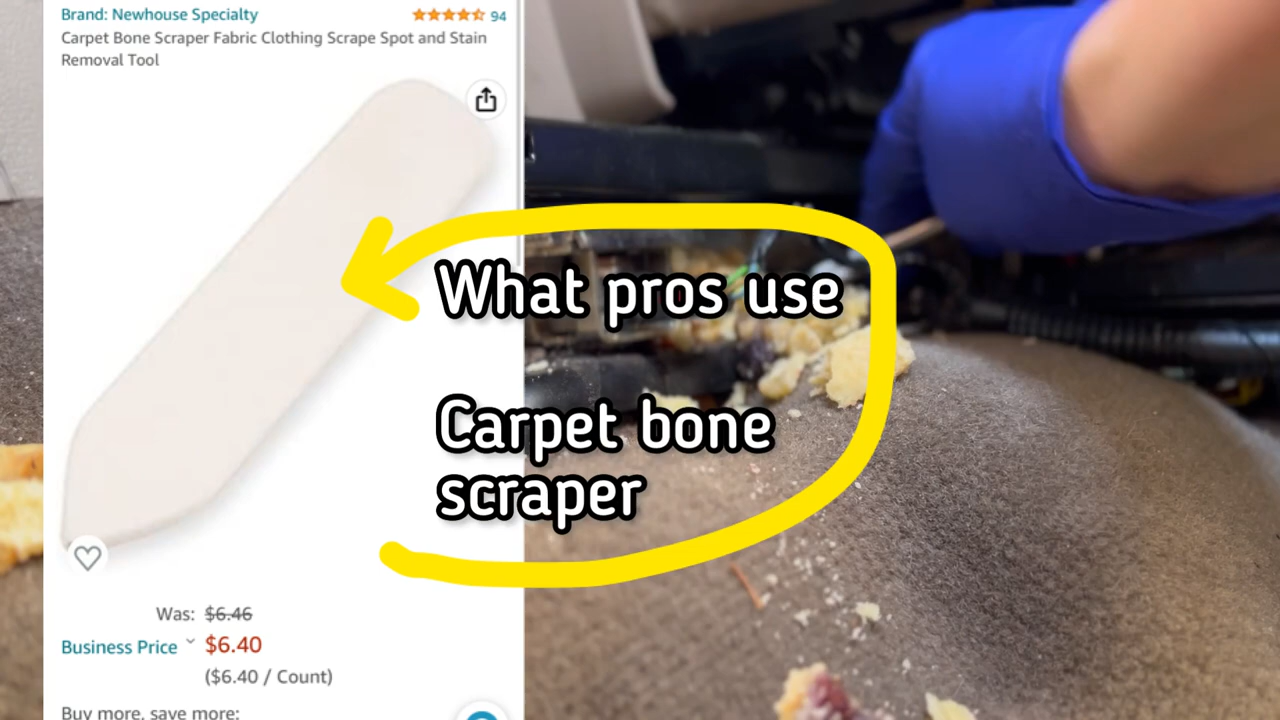 Brand: Newhouse Specialty
94
Carpet Bone Scraper Fabric Clothing Scrape Spot and Stain
Removal Tool
What pros use
Carpet bone
scraper
Was: $6.46
Business Price $6.40
($6.40 / Count)
Buy more, save more: